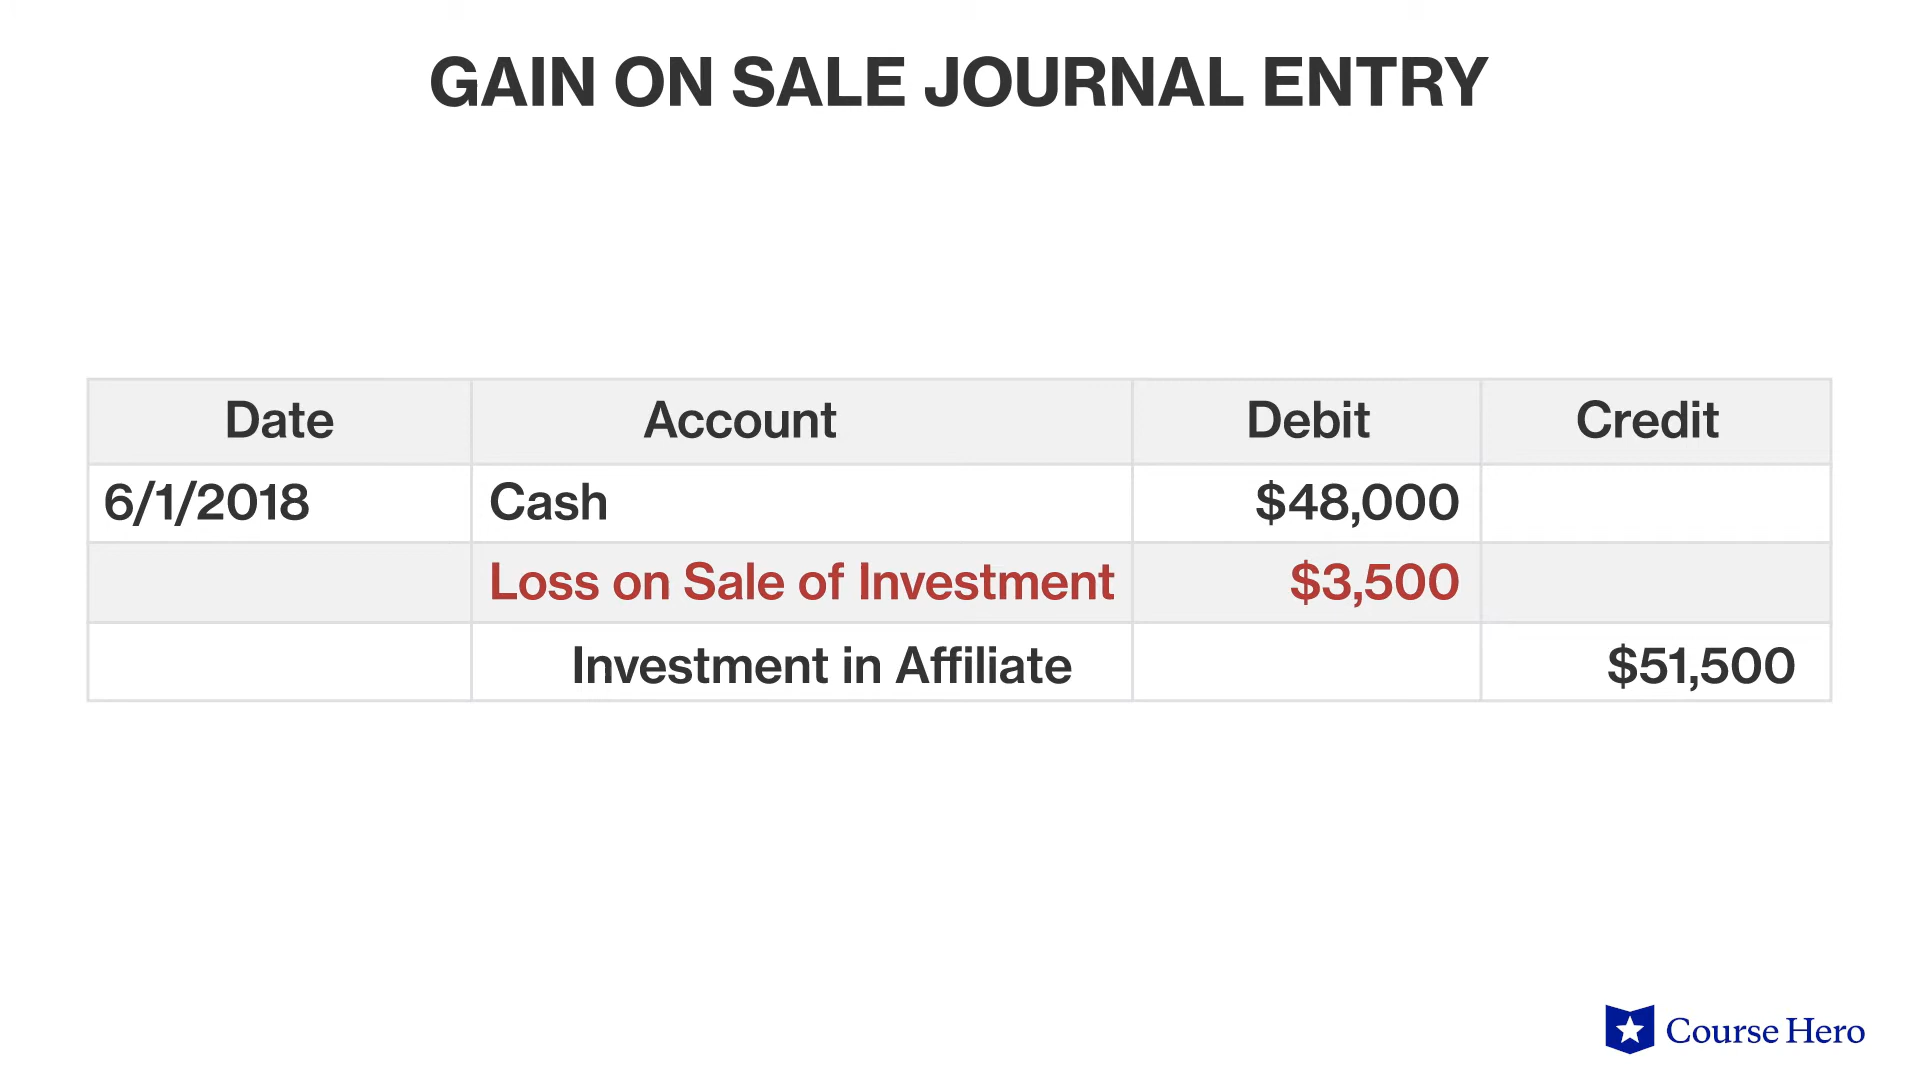 GAIN ON SALE JOURNAL ENTRY
Date Account Debit Credit
6/1/2018 Cash $48,000
Loss on Sale of Investment $3,500
Investment in Affiliate $51,500
Course Hero